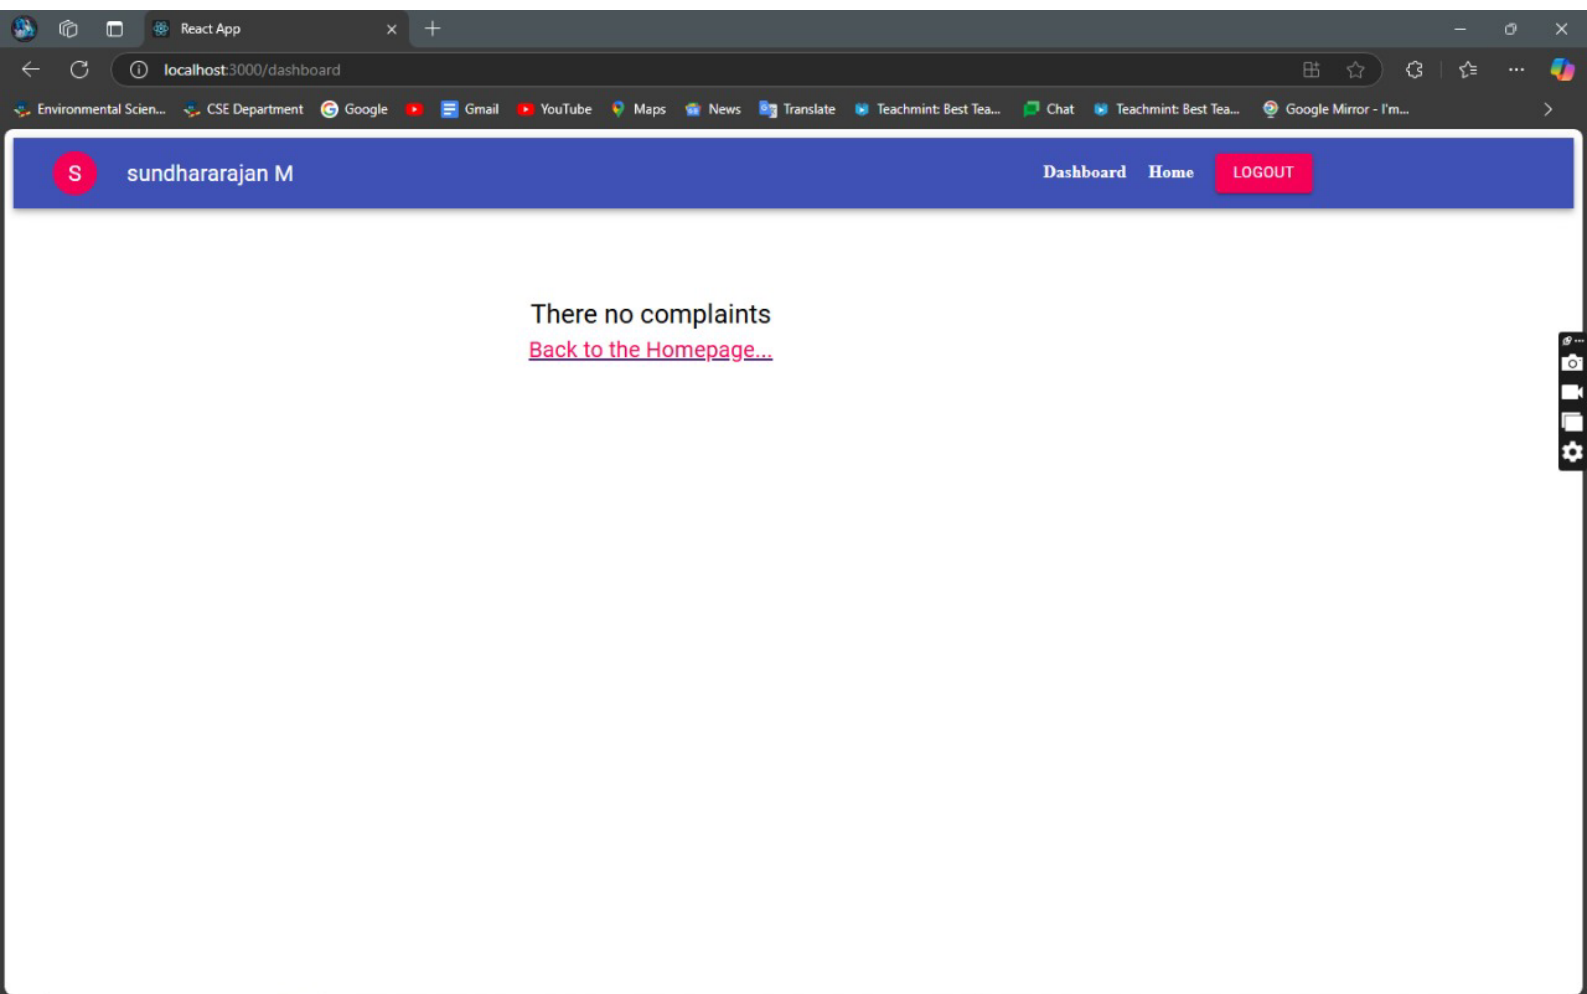 React App
localhost:3000/dashboard
Environmental Scien... CSE Department Google Gmail YouTube Maps News Translate Teachmint: Best Tea... Chat Teachmint: Best Tea... Google Mirror - I'm...
S sundhararajan M Dashboard Home LOGOUT
There no complaints
Back to the Homepage...